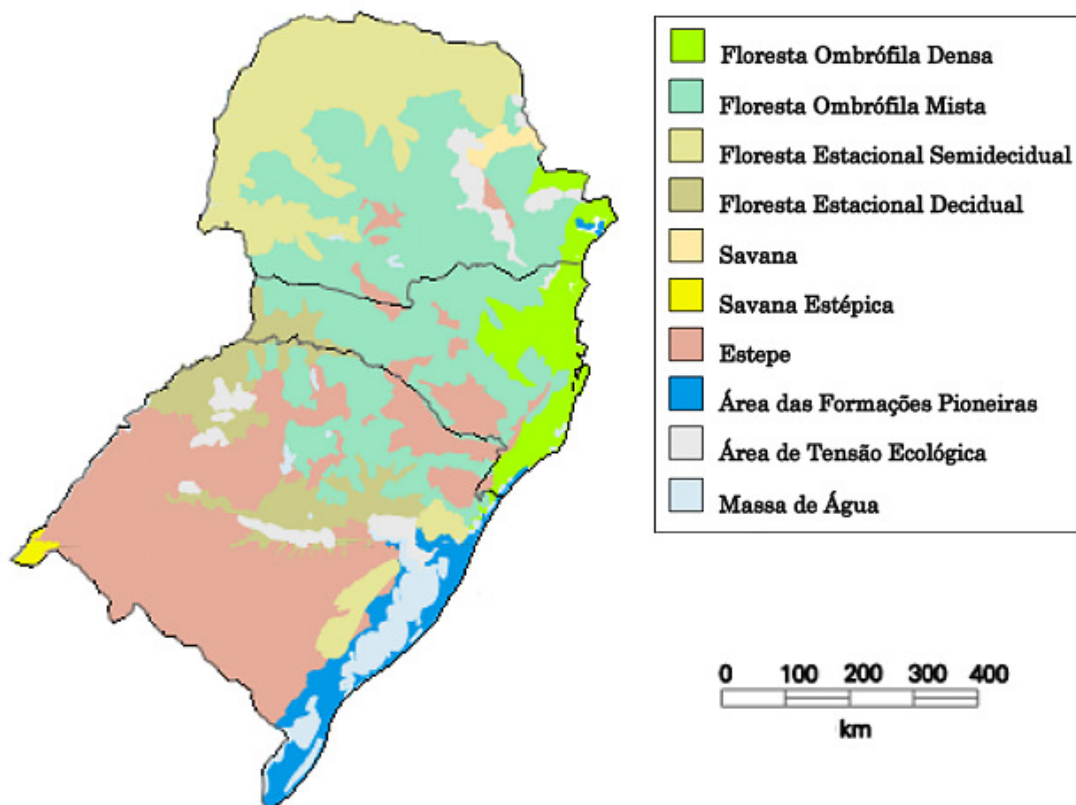 Floresta Ombrófila Densa
Floresta Ombrófila Mista
Floresta Estacional Semidecidual
Floresta Estacional Decidual
Savana
Savana Estépica
Estepe
Área das Formações Pioneiras
Área de Tensão Ecológica
Massa de Água
0 100 200 300 400
km